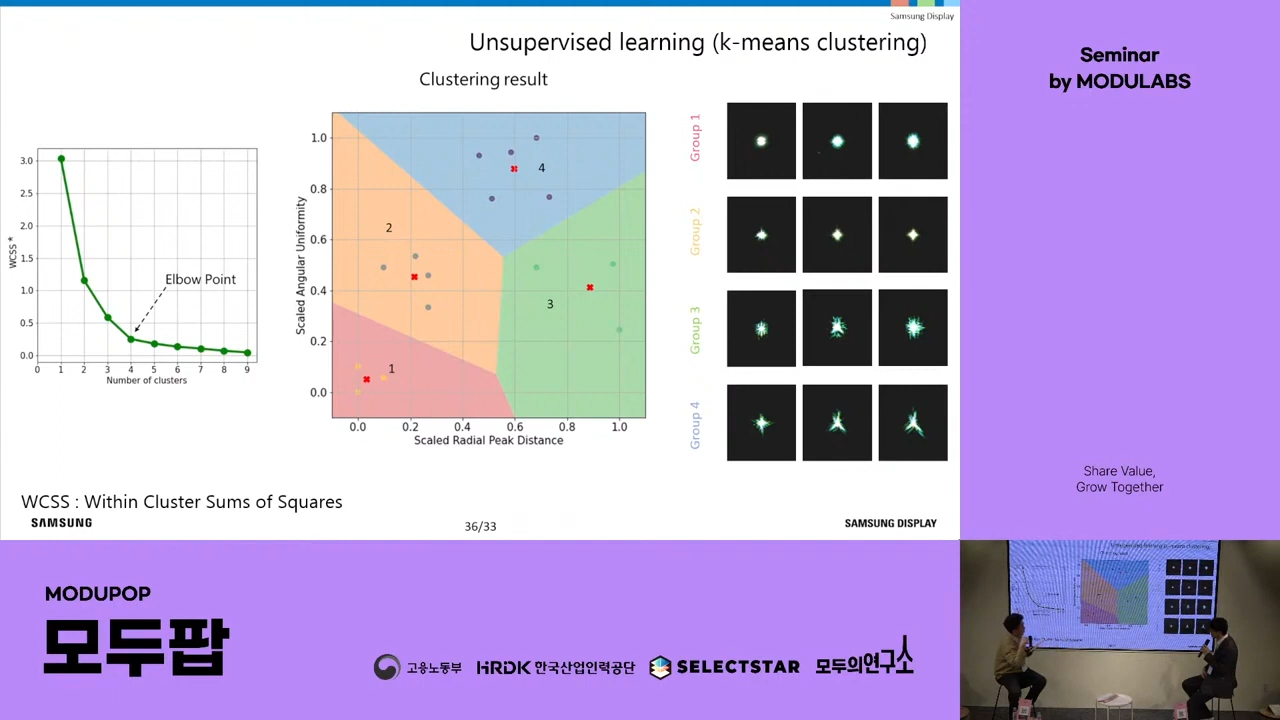 Samsung Display
Unsupervised learning (k-means clustering)
Clustering result
3.0
2.5
2.0
1.5
1.0
0.5
0.0
WCSS *
Elbow Point
0 1 2 3 4 5 6 7 8 9
Number of clusters
1.0
0.8
0.6
0.4
0.2
0.0
Scaled Angular Uniformity
4
2
3
1
0.0 0.2 0.4 0.6 0.8 1.0
Scaled Radial Peak Distance
Group 1
Group 2
Group 3
Group 4
WCSS : Within Cluster Sums of Squares
SAMSUNG
36/33
SAMSUNG DISPLAY
Seminar
by MODULABS
Share Value,
Grow Together
MODUPOP
모두팝
고용노동부 HRDK 한국산업인력공단 SELECTSTAR 모두의연구소